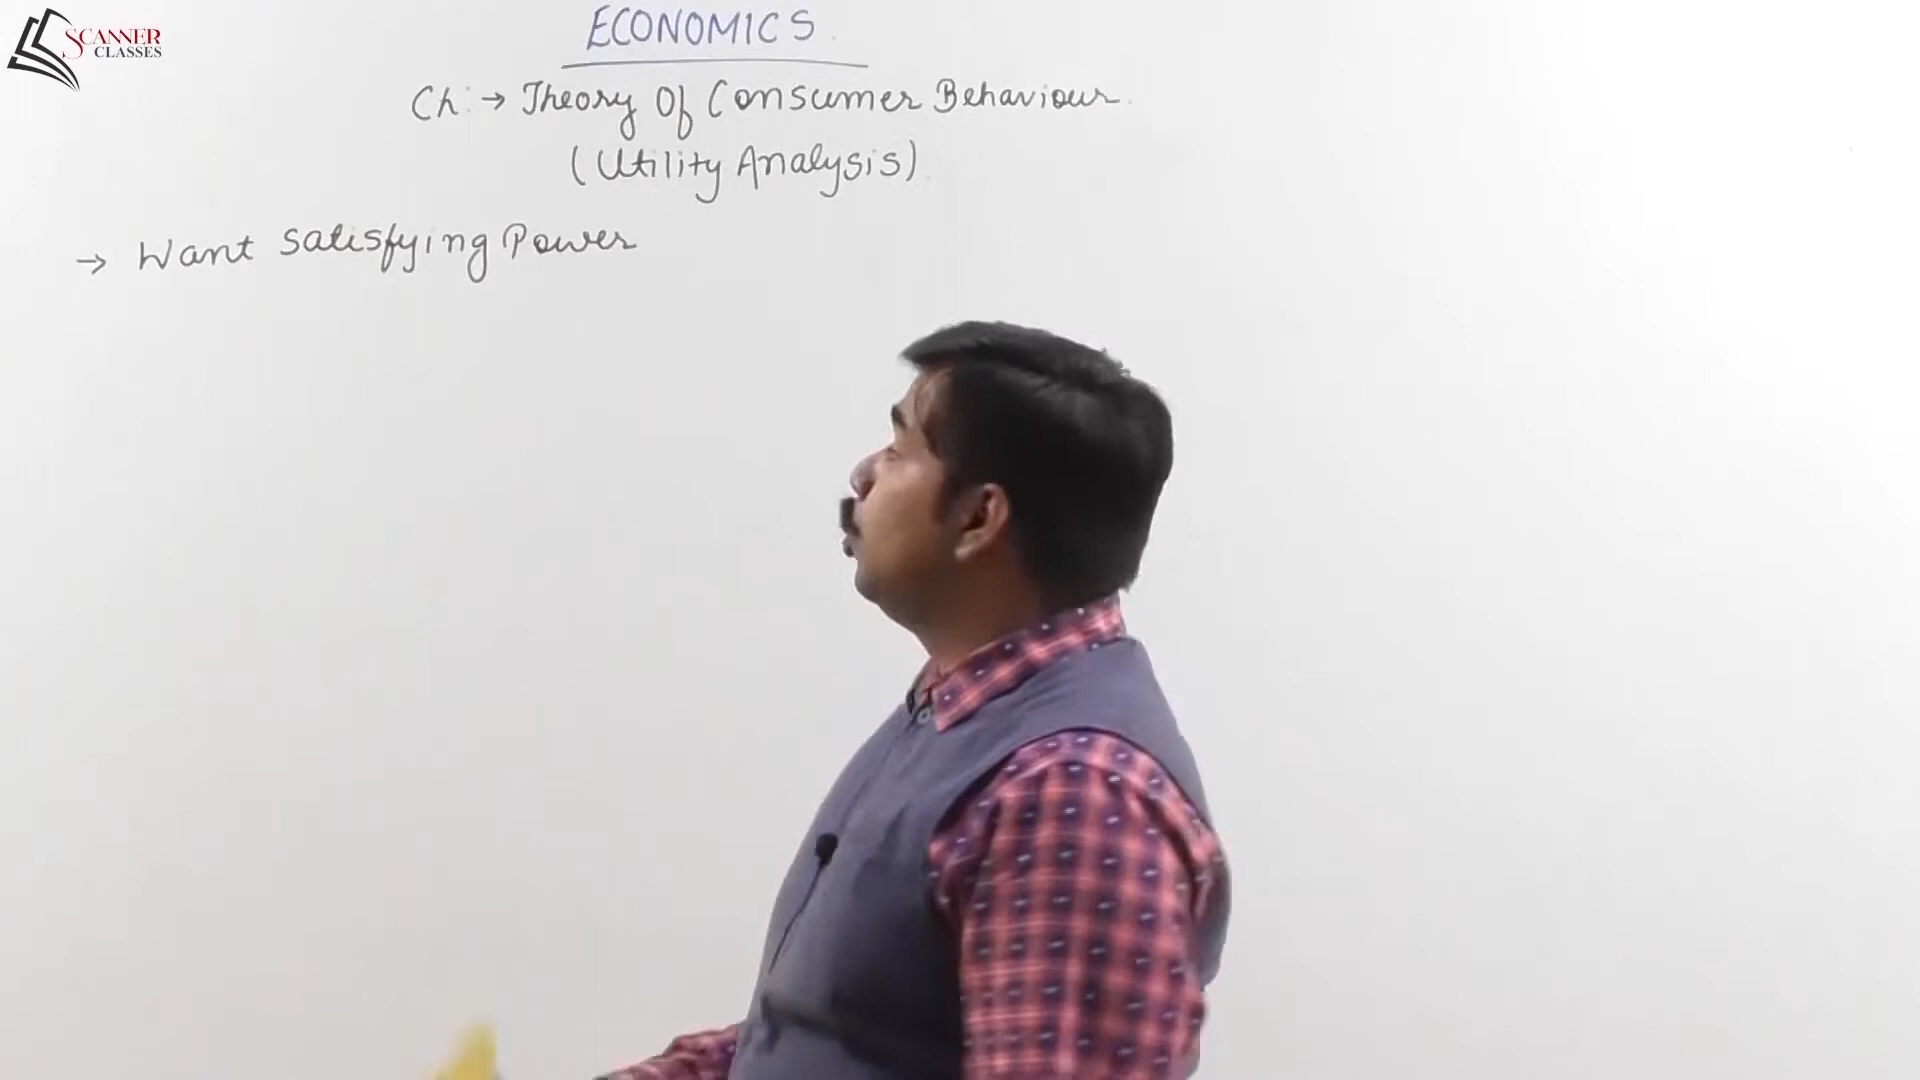 SCANNER
CLASSES
ECONOMICS
Ch: → Theory Of Consumer Behaviour
(Utility Analysis)
→ Want Satisfying Power